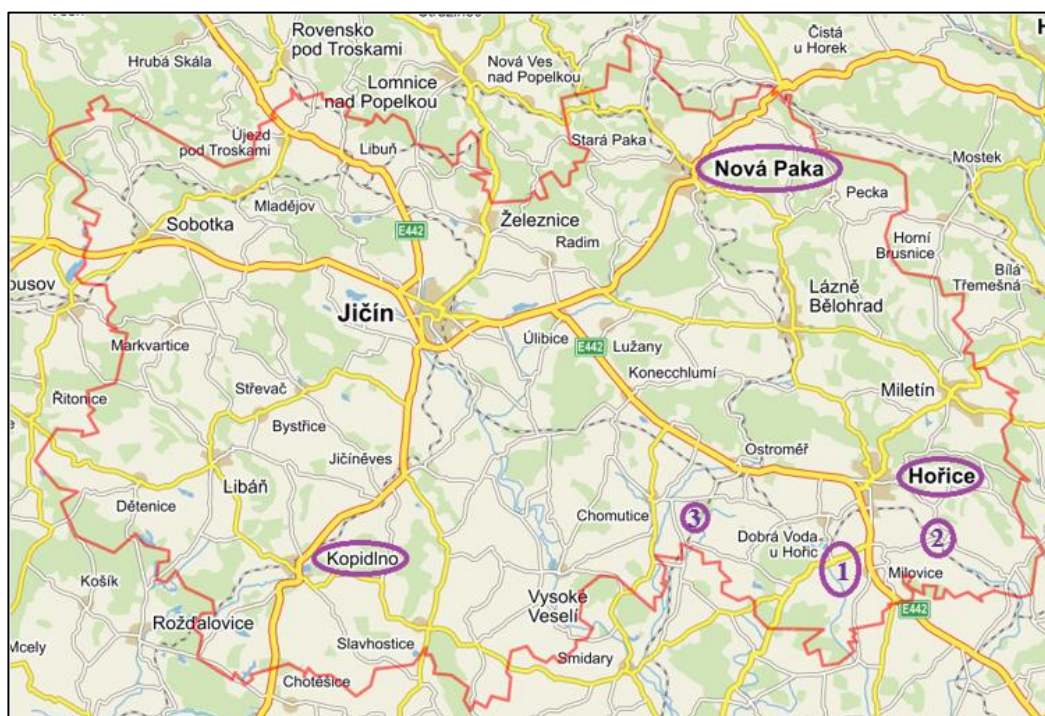 Rovensko
pod Troskami
Čistá
u Horek
H
Hrubá Skála
Nová Ves
nad Popelkou
Lomnice
nad Popelkou
Újezd
pod Troskami
Libuň
Stará Paka
Nová Paka
Mostek
Pecka
Mladějov
Sobotka
Železnice
E442
Radim
Horní
Brusnice
Bílá
Třemešná
ousov
Lázně
Bělohrad
Jičín
Úlibice
E442
Lužany
Markvartice
Konecchlumí
Střevač
Miletín
Řitonice
Bystřice
Ostroměř
Jičíněves
Hořice
Libáň
Dětenice
Chomutice
3
Dobrá Voda
u Hořic
2
Kopidlno
1
Milovice
Košík
Vysoké
Veselí
E442
Rožďalovice
Mcely
Slavhostice
Smidary
Chotěšice